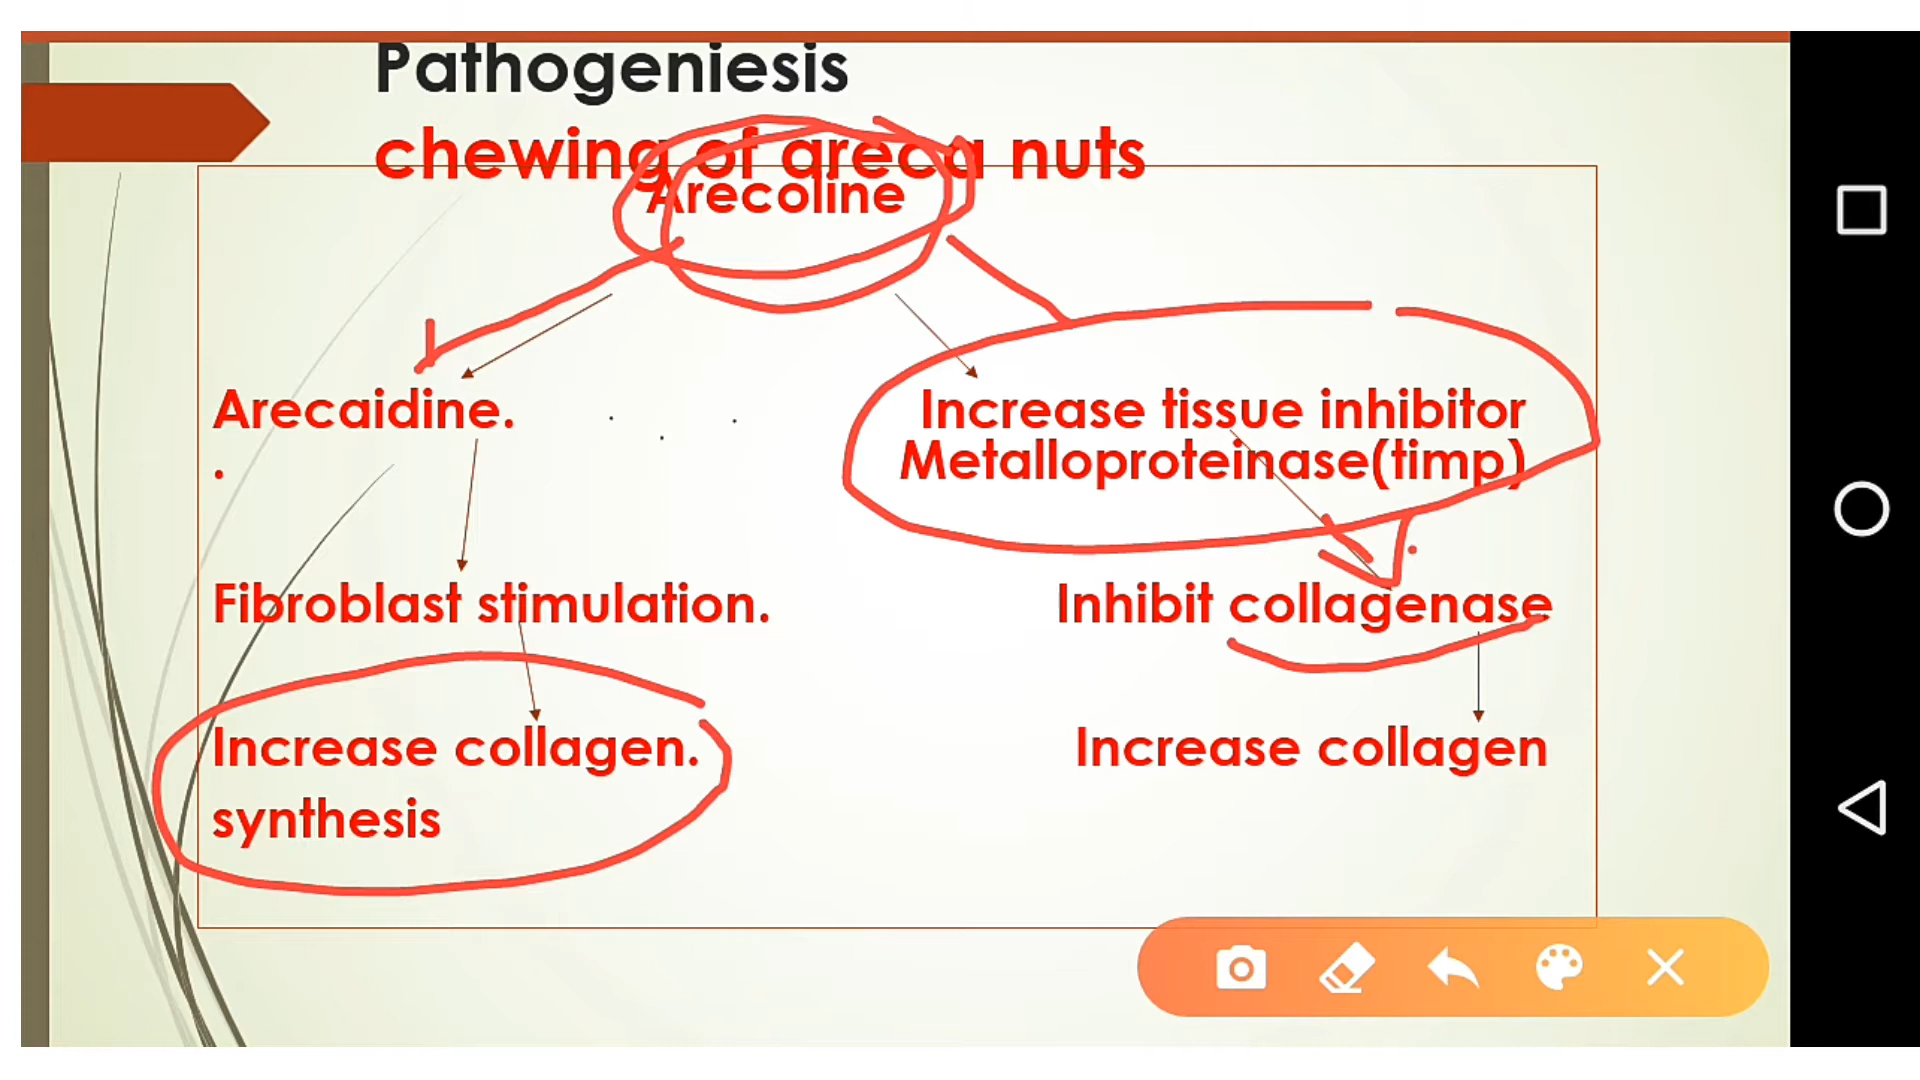 Pathogeniesis
chewing of areca nuts
Arecoline
Arecaidine.
.
Increase tissue inhibitor
Metalloproteinase(timp)
Fibroblast stimulation.
Inhibit collagenase
Increase collagen.
synthesis
Increase collagen